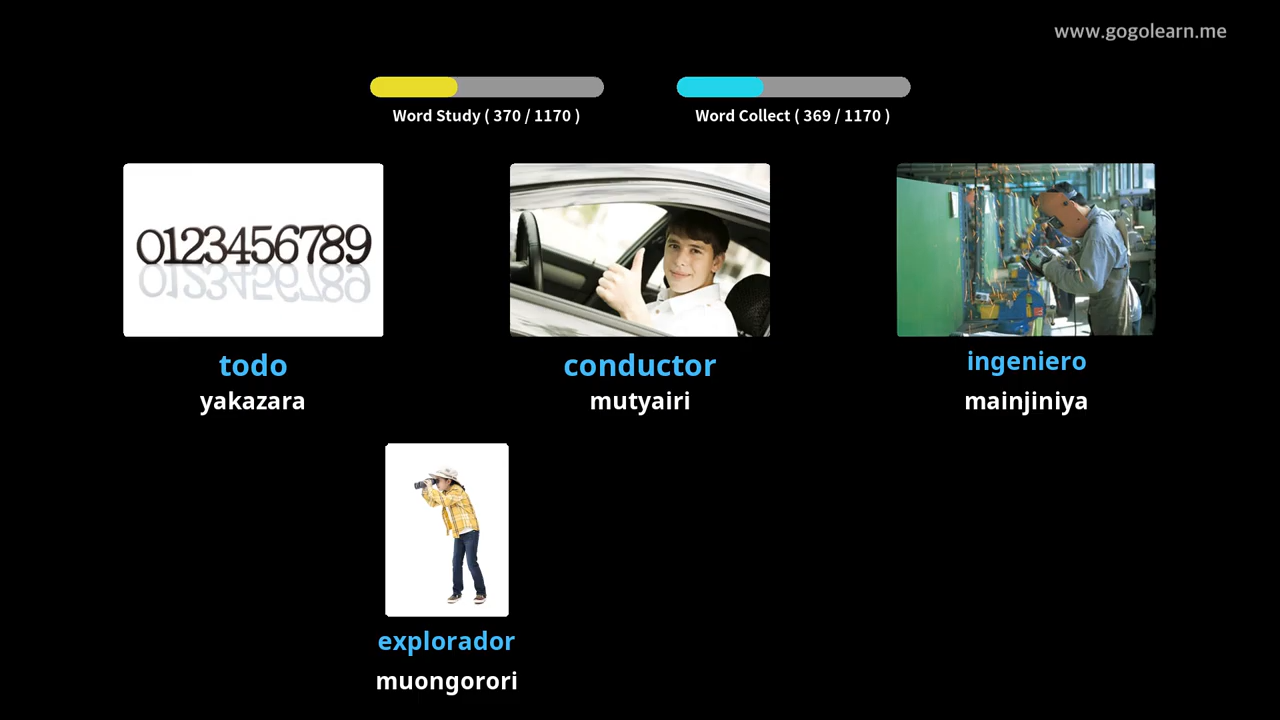 www.gogolearn.me
Word Study ( 370 / 1170 )
Word Collect ( 369 / 1170 )
0123456789
todo
yakazara
conductor
mutyairi
ingeniero
mainjiniya
explorador
muongorori